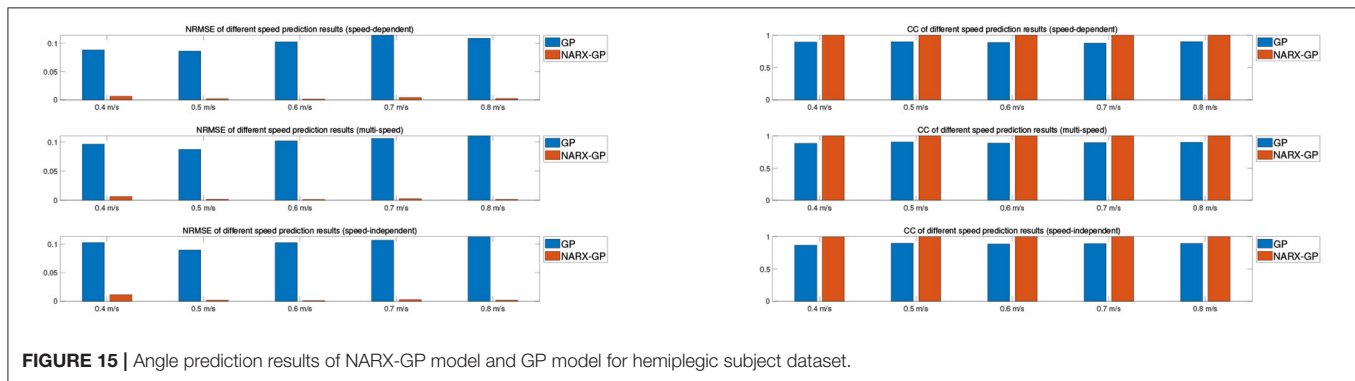 NRMSE of different speed prediction results (speed-dependent)
0.1
0.05
0
0.4 m/s 0.5 m/s 0.6 m/s 0.7 m/s 0.8 m/s
GP
NARX-GP
CC of different speed prediction results (speed-dependent)
1
0.5
0
0.4 m/s 0.5 m/s 0.6 m/s 0.7 m/s 0.8 m/s
GP
NARX-GP
NRMSE of different speed prediction results (multi-speed)
0.1
0.05
0
0.4 m/s 0.5 m/s 0.6 m/s 0.7 m/s 0.8 m/s
GP
NARX-GP
CC of different speed prediction results (multi-speed)
1
0.5
0
0.4 m/s 0.5 m/s 0.6 m/s 0.7 m/s 0.8 m/s
GP
NARX-GP
NRMSE of different speed prediction results (speed-independent)
0.1
0.05
0
0.4 m/s 0.5 m/s 0.6 m/s 0.7 m/s 0.8 m/s
GP
NARX-GP
CC of different speed prediction results (speed-independent)
1
0.5
0
0.4 m/s 0.5 m/s 0.6 m/s 0.7 m/s 0.8 m/s
GP
NARX-GP
FIGURE 15 | Angle prediction results of NARX-GP model and GP model for hemiplegic subject dataset.